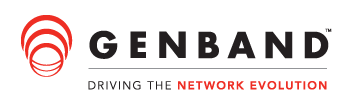 GENBAND™
DRIVING THE NETWORK EVOLUTION